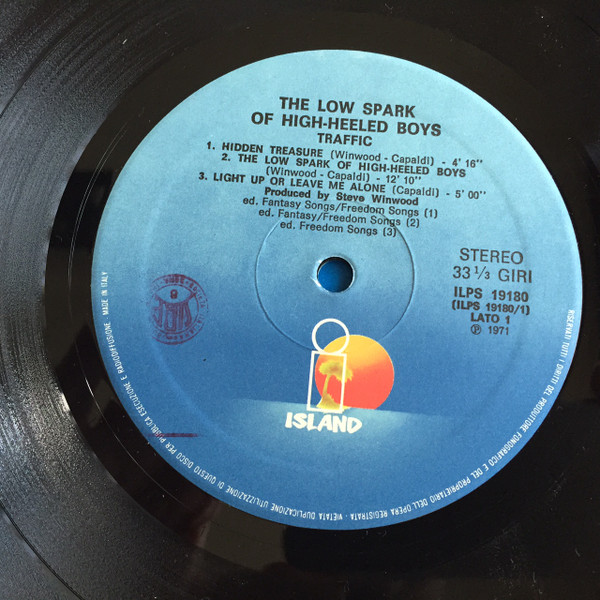 THE LOW SPARK
OF HIGH-HEELED BOYS
TRAFFIC
1. HIDDEN TREASURE (Winwood - Capaldi) - 4' 16"
2. THE LOW SPARK OF HIGH-HEELED BOYS
(Winwood - Capaldi) - 12' 10"
3. LIGHT UP OR LEAVE ME ALONE (Capaldi) - 5' 00"
Produced by Steve Winwood
ed. Fantasy Songs/Freedom Songs (1)
ed. Fantasy/Freedom Songs (2)
ed. Freedom Songs (3)
STEREO
33 1/3 GIRI
ILPS 19180
(ILPS 19180/1)
LATO 1
℗ 1971
ISLAND
RISERVATI TUTTI I DIRITTI DEL PRODUTTORE FONOGRAFICO E DEL PROPRIETARIO DELL'OPERA REGISTRATA - VIETATA DUPLICAZIONE UTILIZZAZIONE DI QUESTO DISCO PER PUBBLICA ESECUZIONE E RADIODIFFUSIONE. MADE IN ITALY